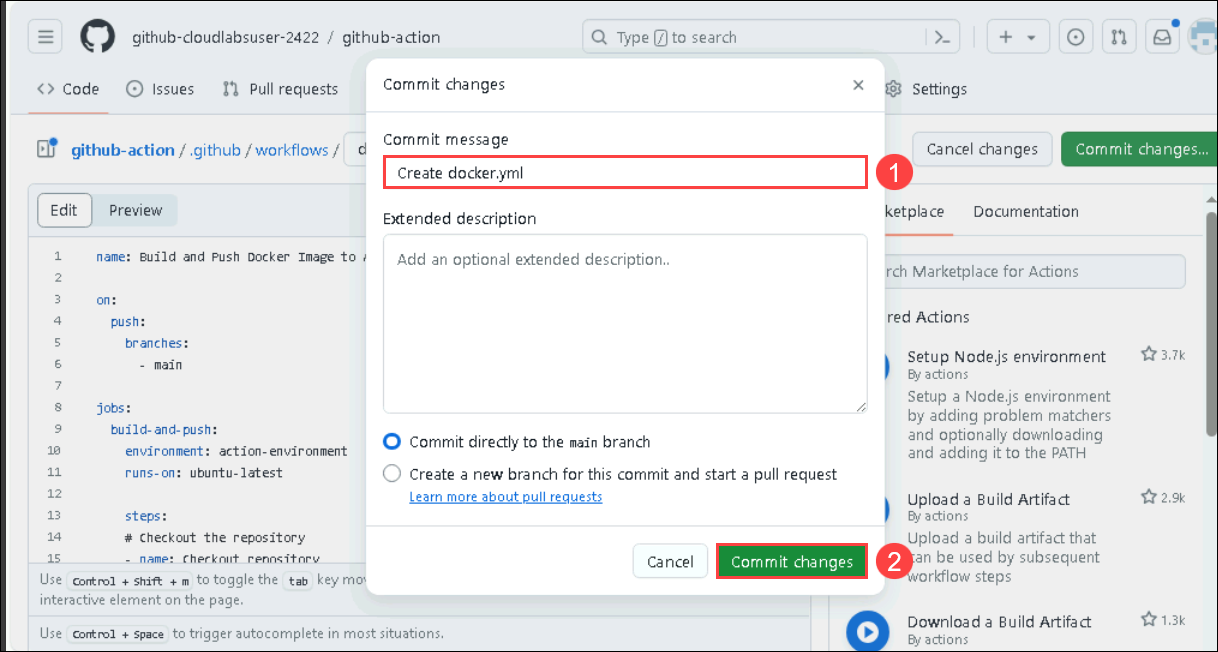 github-cloudlabsuser-2422 / github-action
Type / to search
Code
Issues
Pull requests
Settings
github-action / .github / workflows /
Cancel changes
Commit changes...
Commit changes
Commit message
Create docker.yml
1
Extended description
Add an optional extended description..
Commit directly to the main branch
Create a new branch for this commit and start a pull request
Learn more about pull requests
Cancel
Commit changes
2
Edit
Preview
1 name: Build and Push Docker Image to
2
3 on:
4 push:
5 branches:
6 - main
7
8 jobs:
9 build-and-push:
10 environment: action-environment
11 runs-on: ubuntu-latest
12
13 steps:
14 # Checkout the repository
15 - name: Checkout repository
Use Control + Shift + m to toggle the tab key
interactive element on the page.
Use Control + Space to trigger autocomplete in most situations.
Documentation
Marketplace for Actions
Actions
Setup Node.js environment
3.7k
By actions
Setup a Node.js environment
by adding problem matchers
and optionally downloading
and adding it to the PATH
Upload a Build Artifact
2.9k
By actions
Upload a build artifact that
can be used by subsequent
workflow steps
Download a Build Artifact
1.3k
By actions